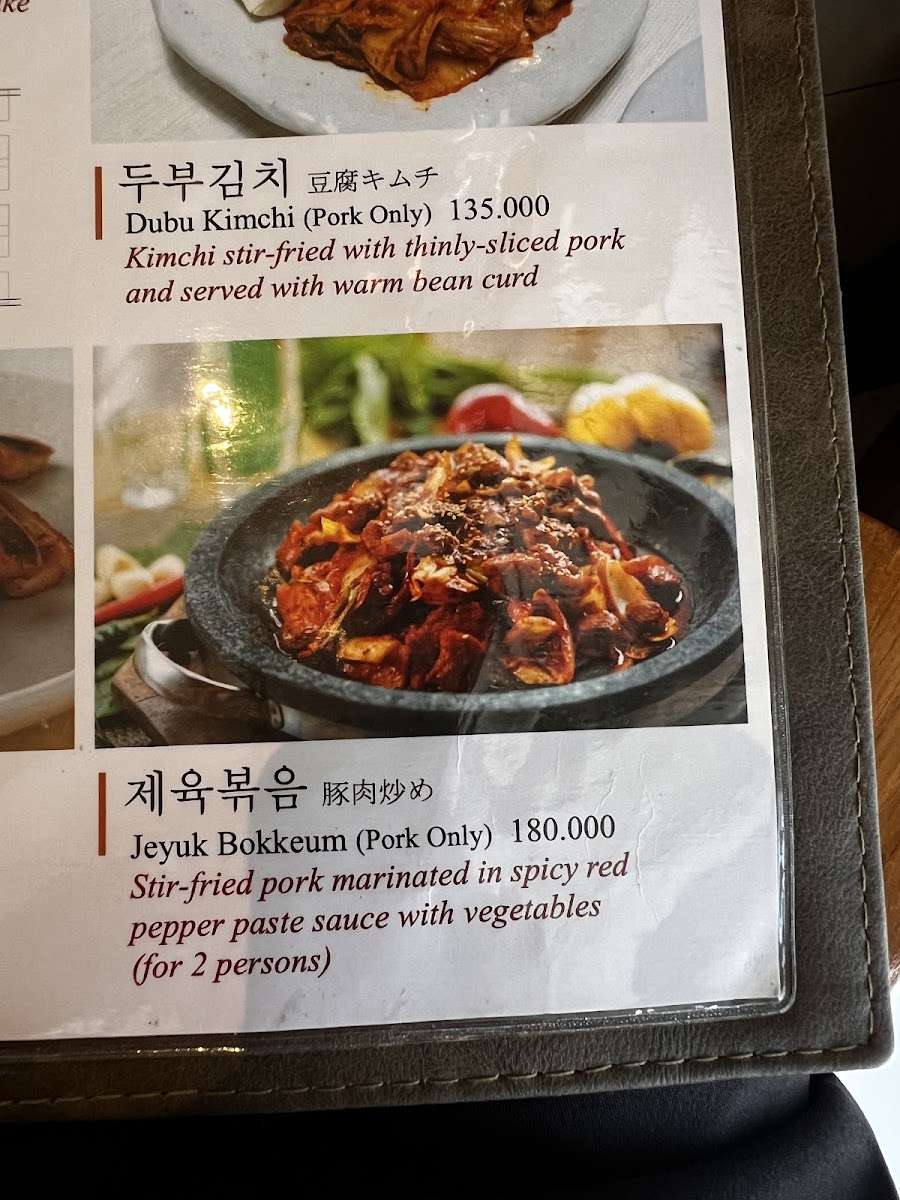 두부김치 豆腐キムチ
Dubu Kimchi (Pork Only) 135.000
Kimchi stir-fried with thinly-sliced pork
and served with warm bean curd
제육볶음 豚肉炒め
Jeyuk Bokkeum (Pork Only) 180.000
Stir-fried pork marinated in spicy red
pepper paste sauce with vegetables
(for 2 persons)